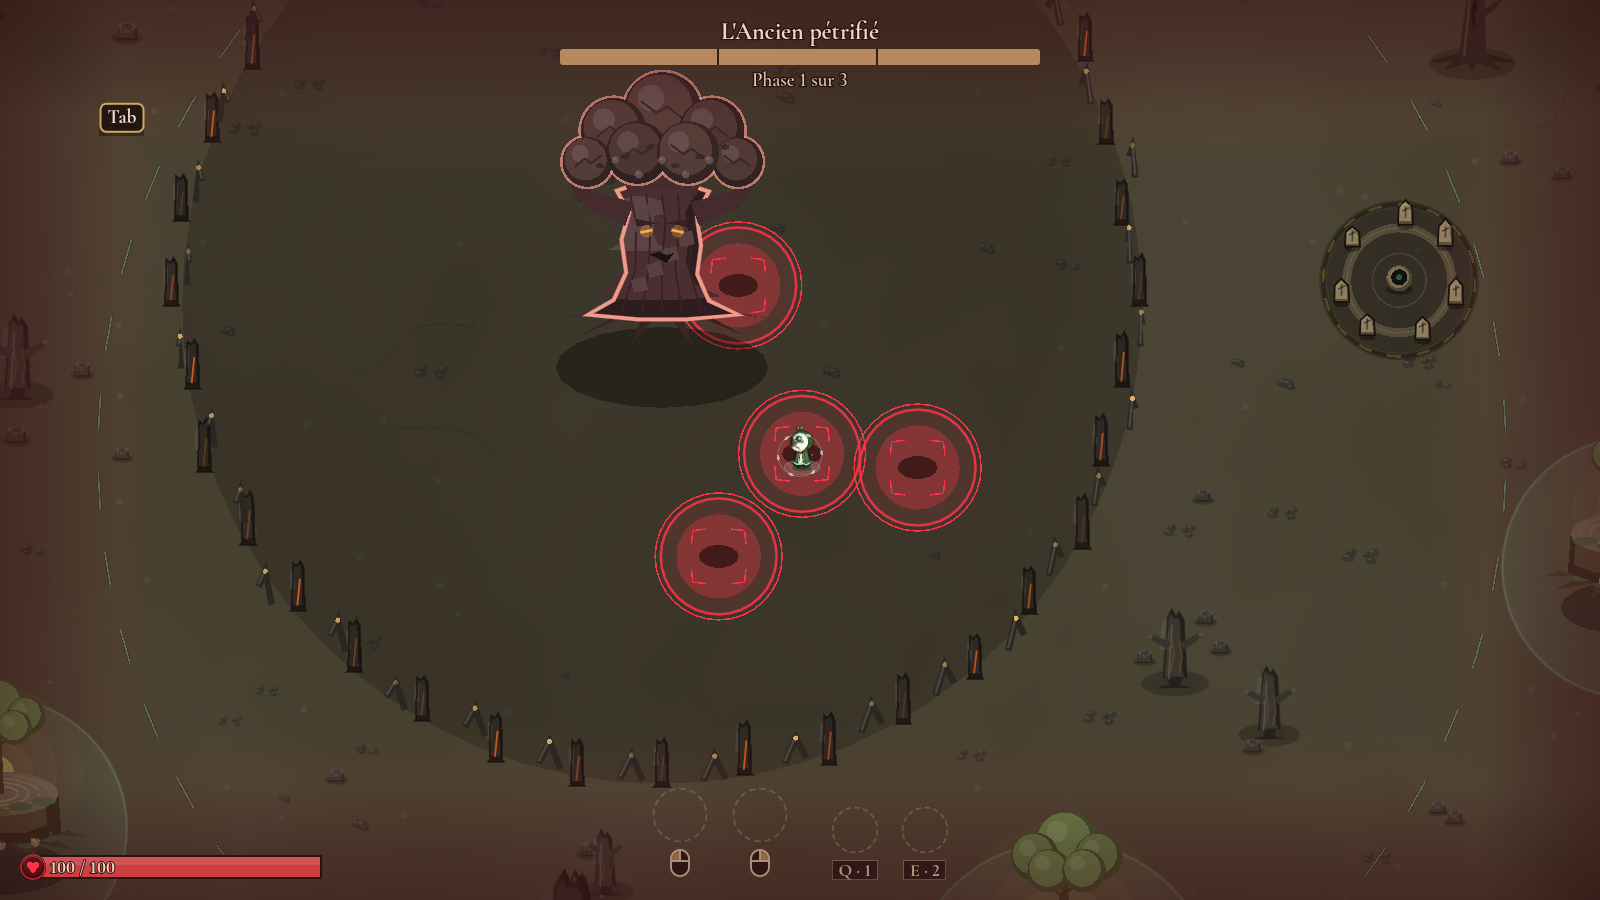 L'Ancien pétrifié
Phase 1 sur 3
Tab
100 / 100
Q · 1
E · 2